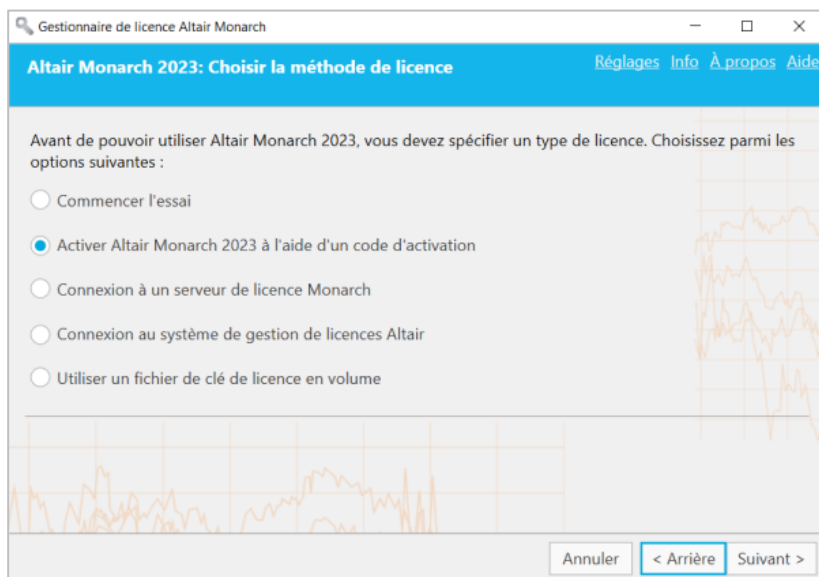 Gestionnaire de licence Altair Monarch
Altair Monarch 2023: Choisir la méthode de licence
Réglages Info À propos Aide
Avant de pouvoir utiliser Altair Monarch 2023, vous devez spécifier un type de licence. Choisissez parmi les
options suivantes :
Commencer l'essai
Activer Altair Monarch 2023 à l'aide d'un code d'activation
Connexion à un serveur de licence Monarch
Connexion au système de gestion de licences Altair
Utiliser un fichier de clé de licence en volume
Annuler < Arrière Suivant >